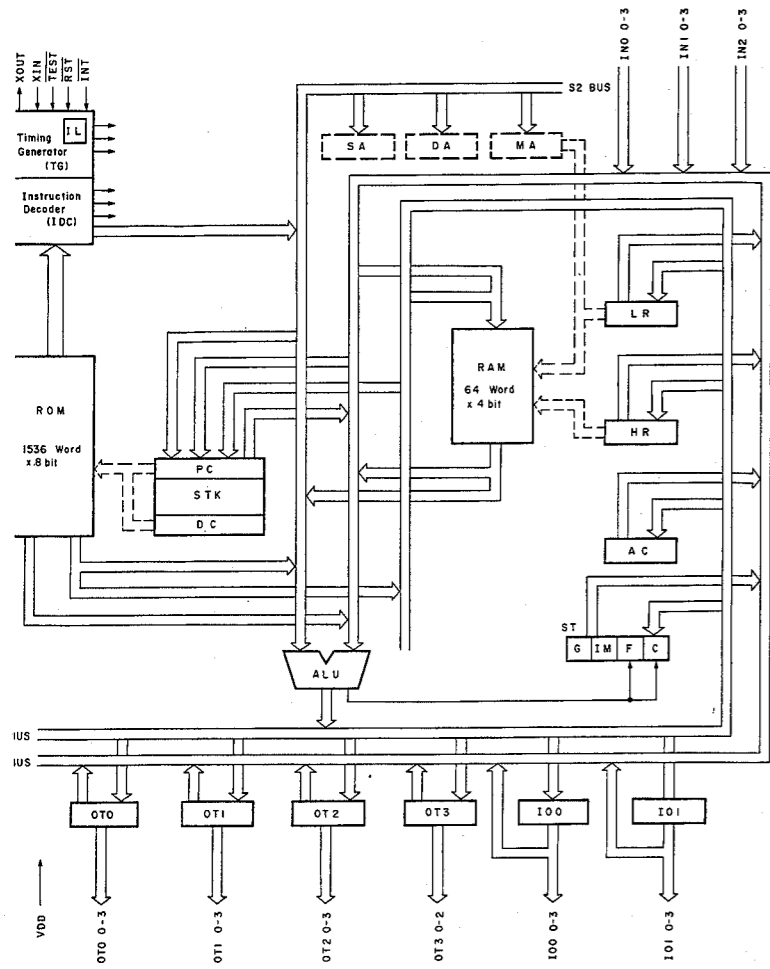 XOUT
XIN
TEST
RST
INT
IN0 0-3
IN1 0-3
IN2 0-3
IL
Timing
Generator
(TG)
Instruction
Decoder
(IDC)
S2 BUS
SA
DA
MA
LR
RAM
64 Word
x 4 bit
HR
ROM
1536 Word
x 8 bit
PC
STK
DC
AC
ST
G
IM
F
C
ALU
IUS
IUS
OT0
OT1
OT2
OT3
IO0
IO1
VDD
OT0 0-3
OT1 0-3
OT2 0-3
OT3 0-2
IO0 0-3
IO1 0-3